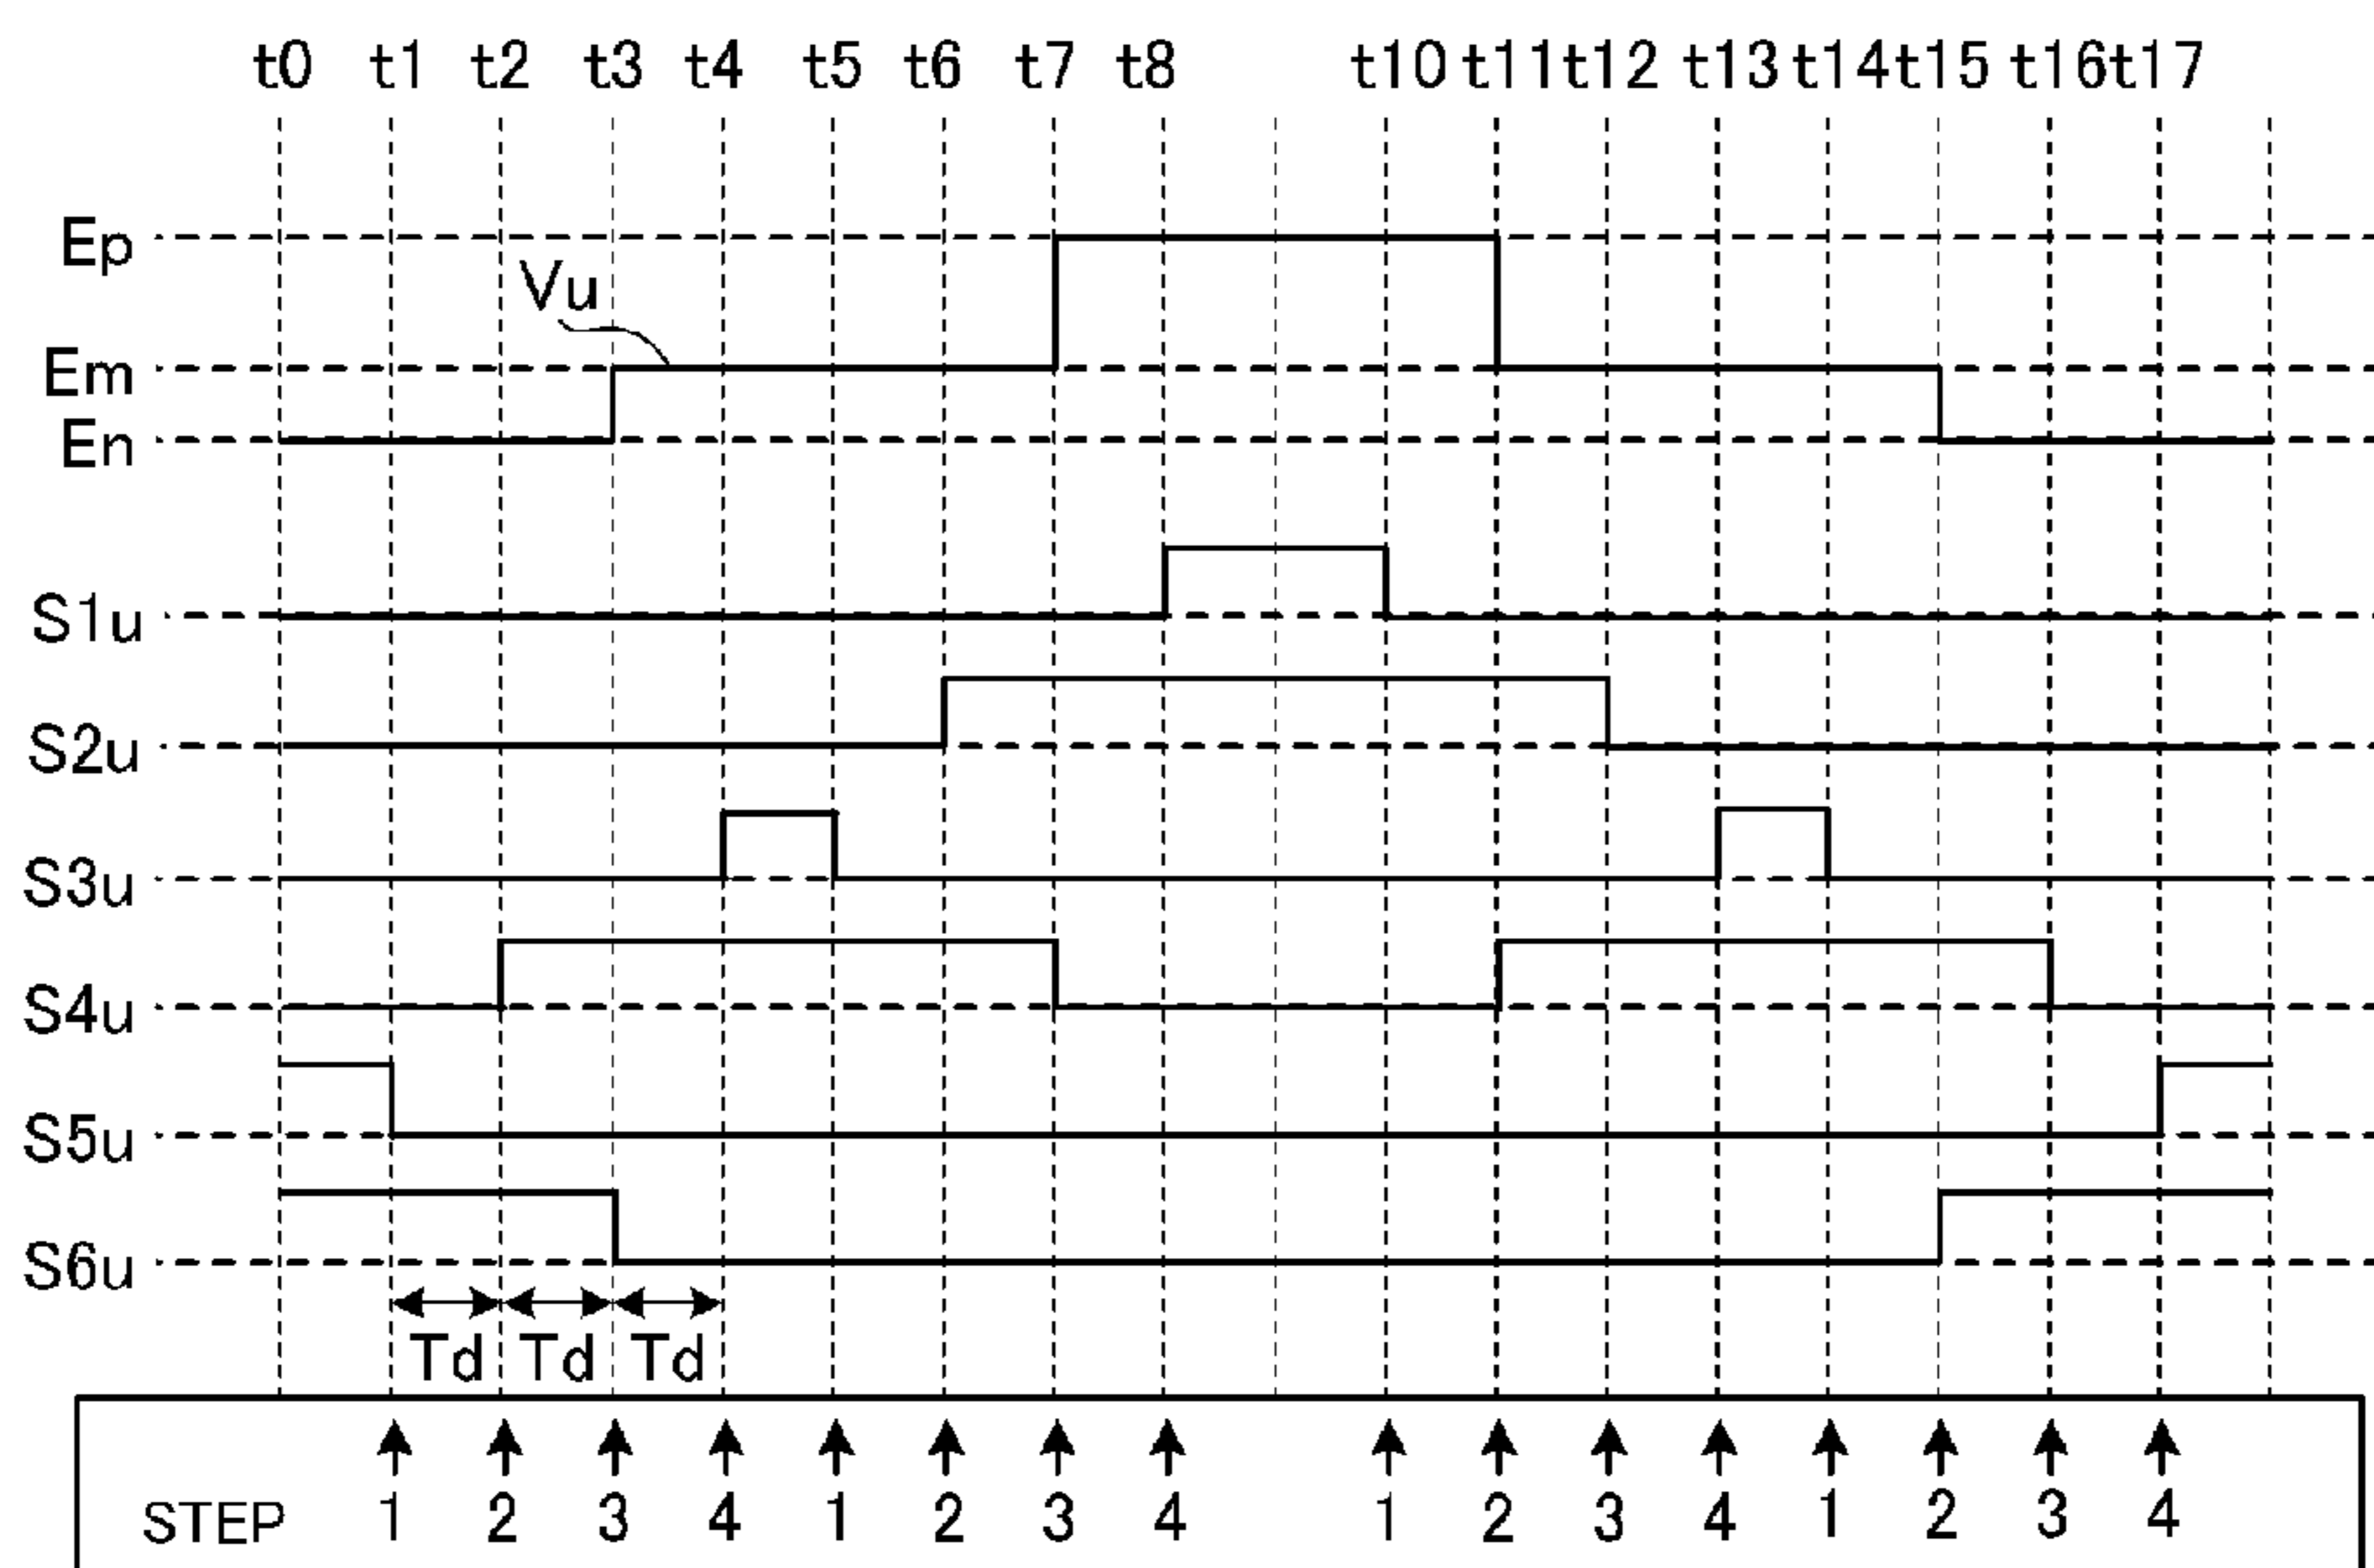 t0 t1 t2 t3 t4 t5 t6 t7 t8 t10 t11 t12 t13 t14 t15 t16 t17
Ep
Vu
Em
En
S1u
S2u
S3u
S4u
S5u
S6u
Td Td Td
STEP 1 2 3 4 1 2 3 4 1 2 3 4 1 2 3 4